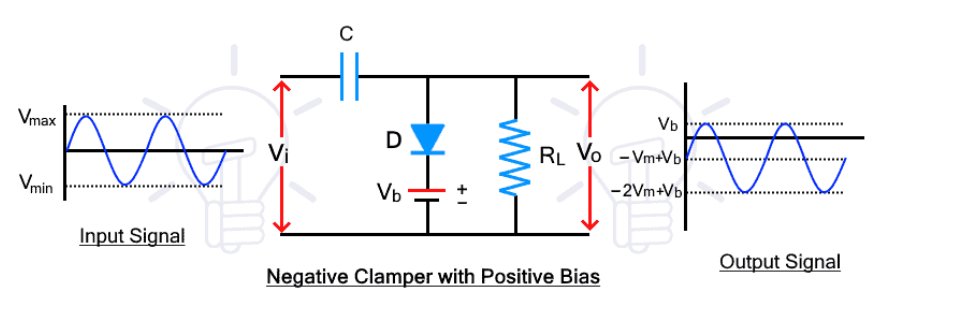 C
Vmax
Vmin
Input Signal
Vi
D
Vb
+
−
RL
Vo
Negative Clamper with Positive Bias
Vb
−Vm+Vb
−2Vm+Vb
Output Signal